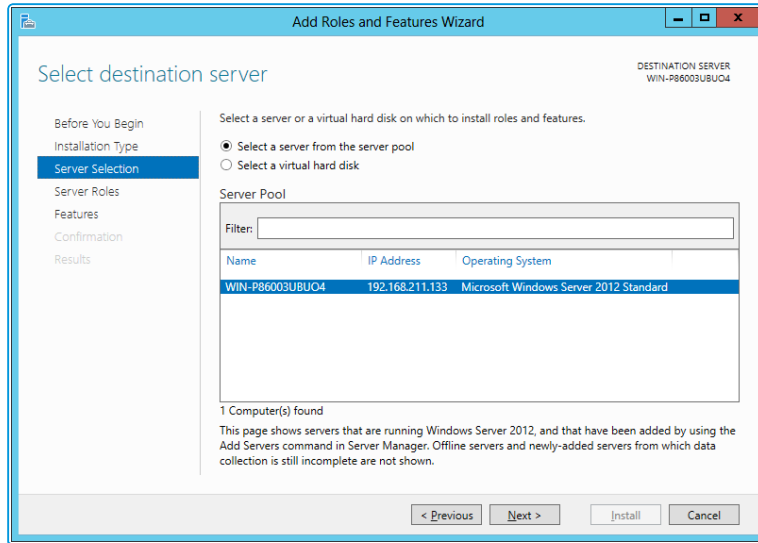 Add Roles and Features Wizard
Select destination server
DESTINATION SERVER
WIN-P86003UBUO4
Before You Begin
Installation Type
Server Selection
Server Roles
Features
Confirmation
Results
Select a server or a virtual hard disk on which to install roles and features.
Select a server from the server pool
Select a virtual hard disk
Server Pool
Filter:
Name IP Address Operating System
WIN-P86003UBUO4 192.168.211.133 Microsoft Windows Server 2012 Standard
1 Computer(s) found
This page shows servers that are running Windows Server 2012, and that have been added by using the
Add Servers command in Server Manager. Offline servers and newly-added servers from which data
collection is still incomplete are not shown.
< Previous Next > Install Cancel